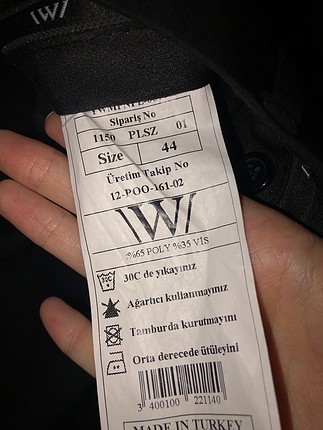 \W/
Sipariş No
1150 PLSZ 01
Size 44
Üretim Takip No
12-POO-161-02
\W/
%65 POLY %35 VIS
30C de yıkayınız
Ağartıcı kullanmayınız
Tamburda kurutmayını
Orta derecede ütüleyini
3 400100 221140
MADE IN TURKEY